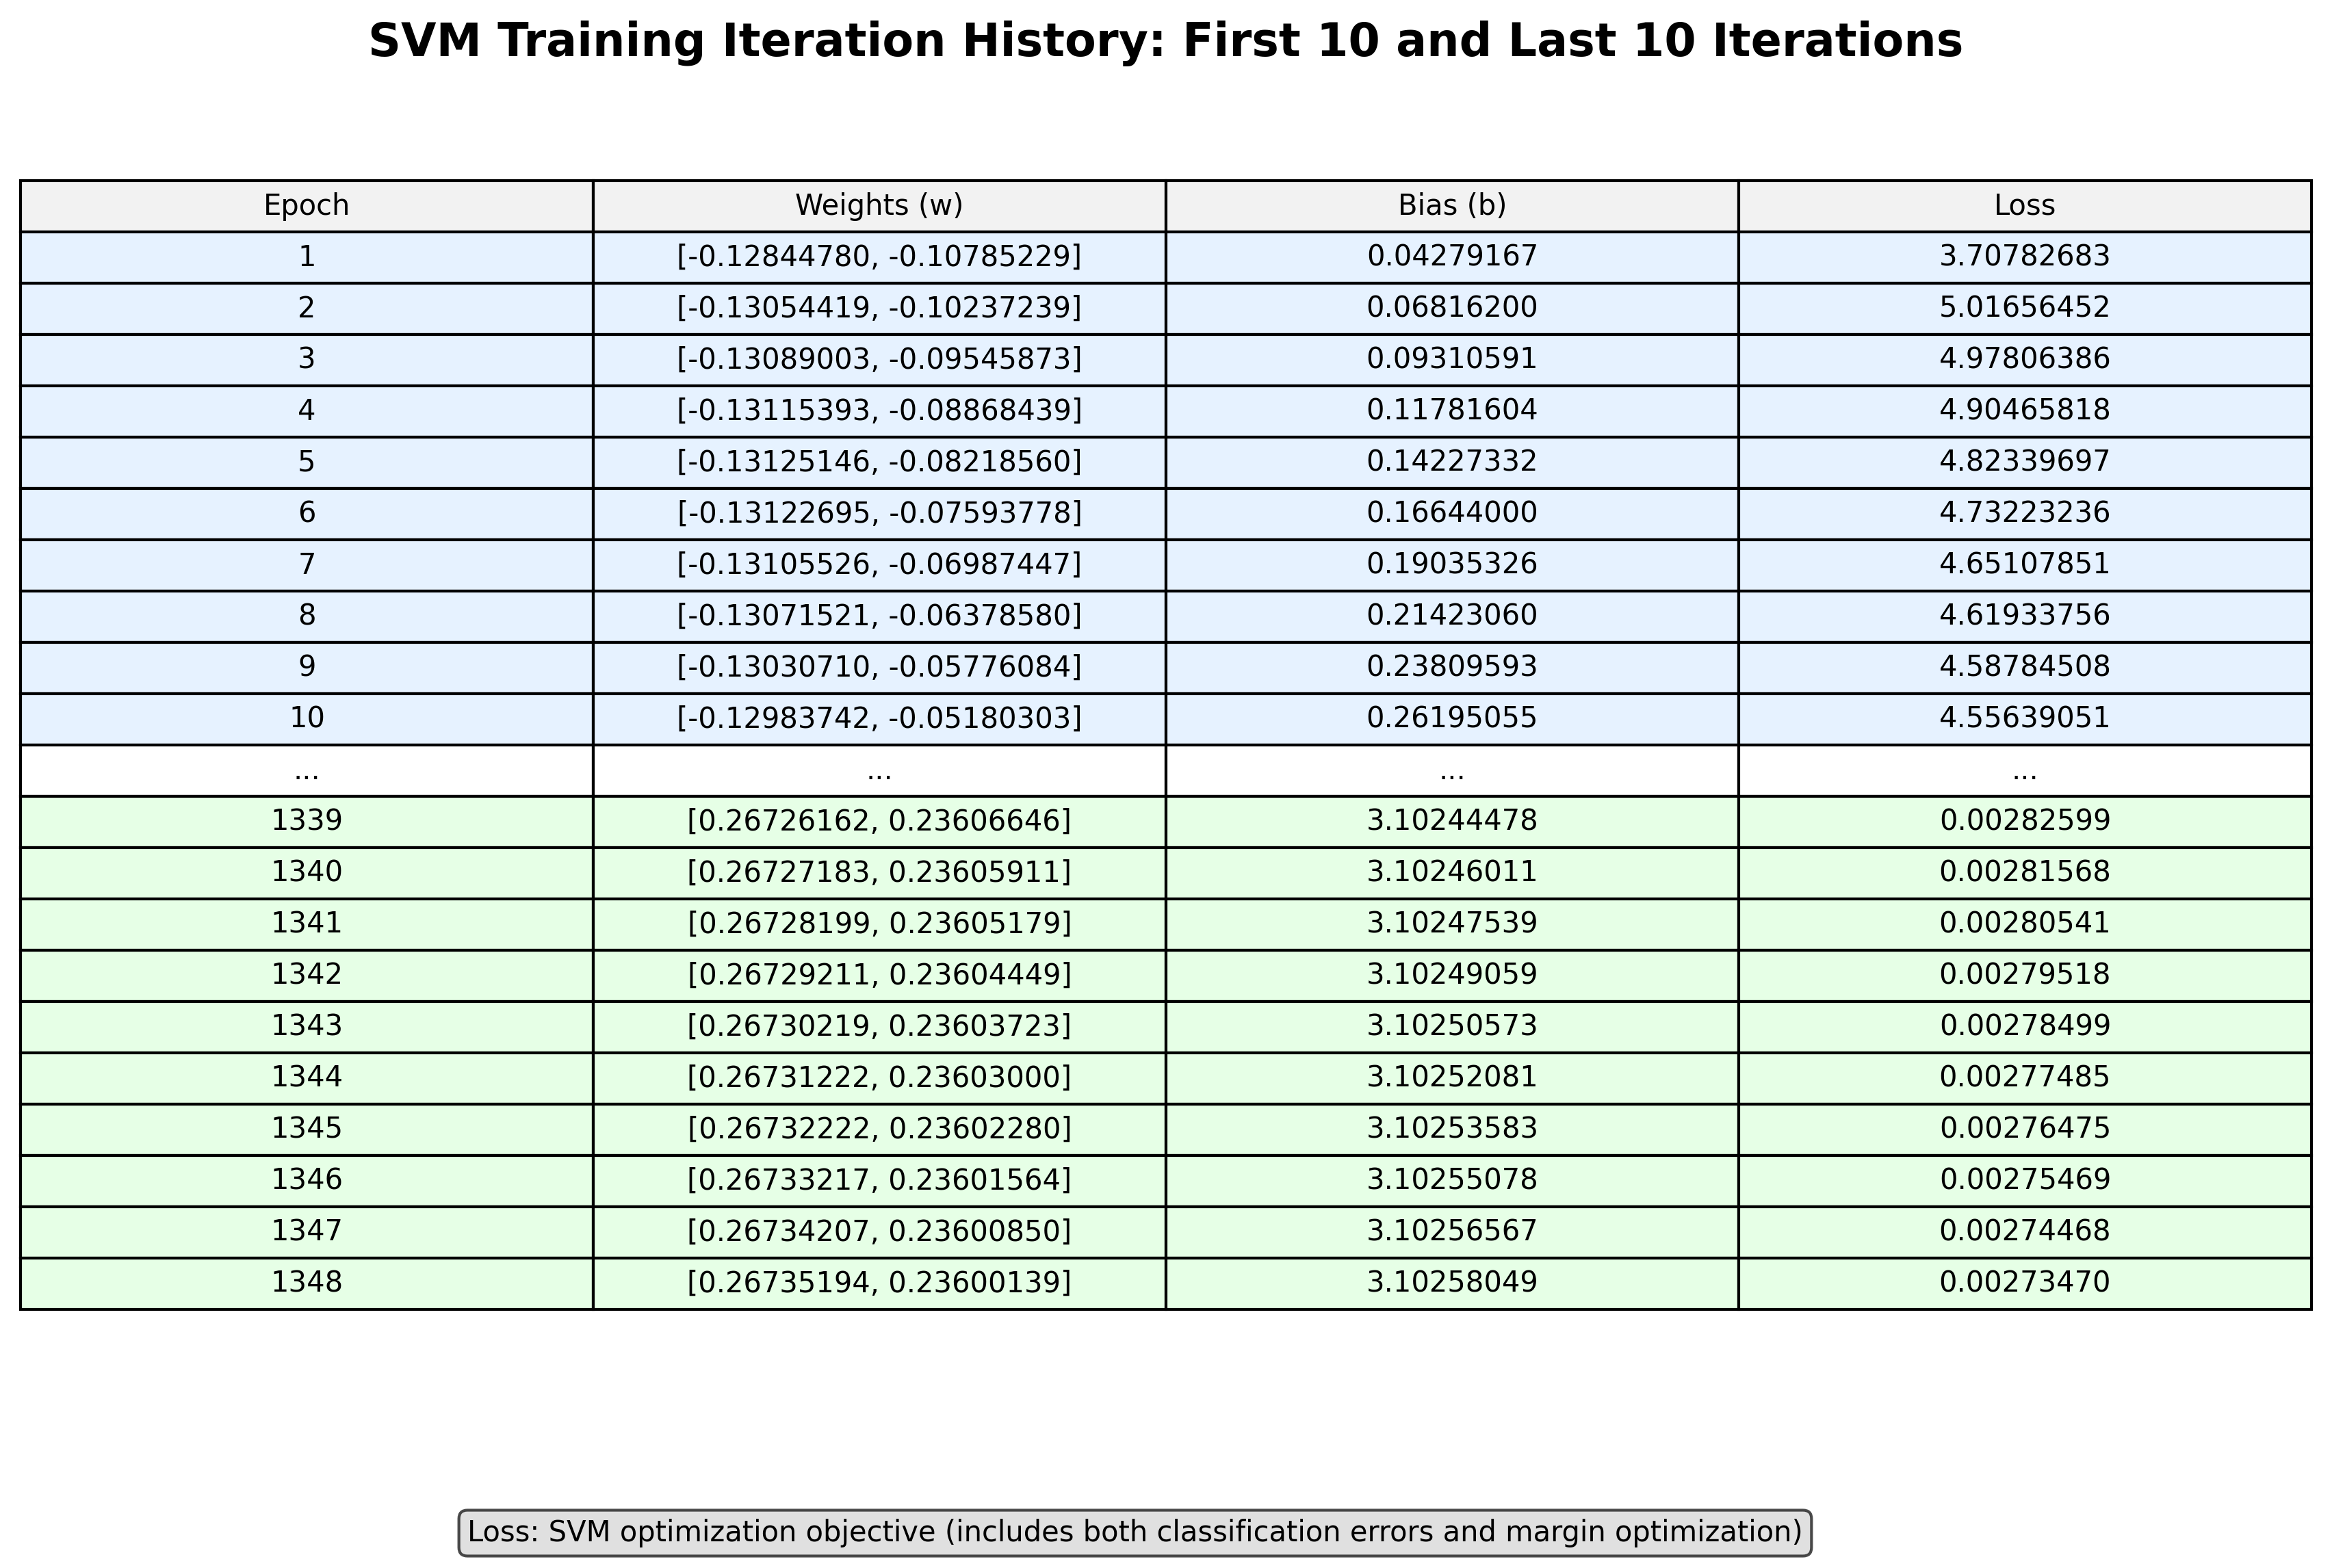 SVM Training Iteration History: First 10 and Last 10 Iterations
Epoch Weights (w) Bias (b) Loss
1 [-0.12844780, -0.10785229] 0.04279167 3.70782683
2 [-0.13054419, -0.10237239] 0.06816200 5.01656452
3 [-0.13089003, -0.09545873] 0.09310591 4.97806386
4 [-0.13115393, -0.08868439] 0.11781604 4.90465818
5 [-0.13125146, -0.08218560] 0.14227332 4.82339697
6 [-0.13122695, -0.07593778] 0.16644000 4.73223236
7 [-0.13105526, -0.06987447] 0.19035326 4.65107851
8 [-0.13071521, -0.06378580] 0.21423060 4.61933756
9 [-0.13030710, -0.05776084] 0.23809593 4.58784508
10 [-0.12983742, -0.05180303] 0.26195055 4.55639051
... ... ... ...
1339 [0.26726162, 0.23606646] 3.10244478 0.00282599
1340 [0.26727183, 0.23605911] 3.10246011 0.00281568
1341 [0.26728199, 0.23605179] 3.10247539 0.00280541
1342 [0.26729211, 0.23604449] 3.10249059 0.00279518
1343 [0.26730219, 0.23603723] 3.10250573 0.00278499
1344 [0.26731222, 0.23603000] 3.10252081 0.00277485
1345 [0.26732222, 0.23602280] 3.10253583 0.00276475
1346 [0.26733217, 0.23601564] 3.10255078 0.00275469
1347 [0.26734207, 0.23600850] 3.10256567 0.00274468
1348 [0.26735194, 0.23600139] 3.10258049 0.00273470
Loss: SVM optimization objective (includes both classification errors and margin optimization)